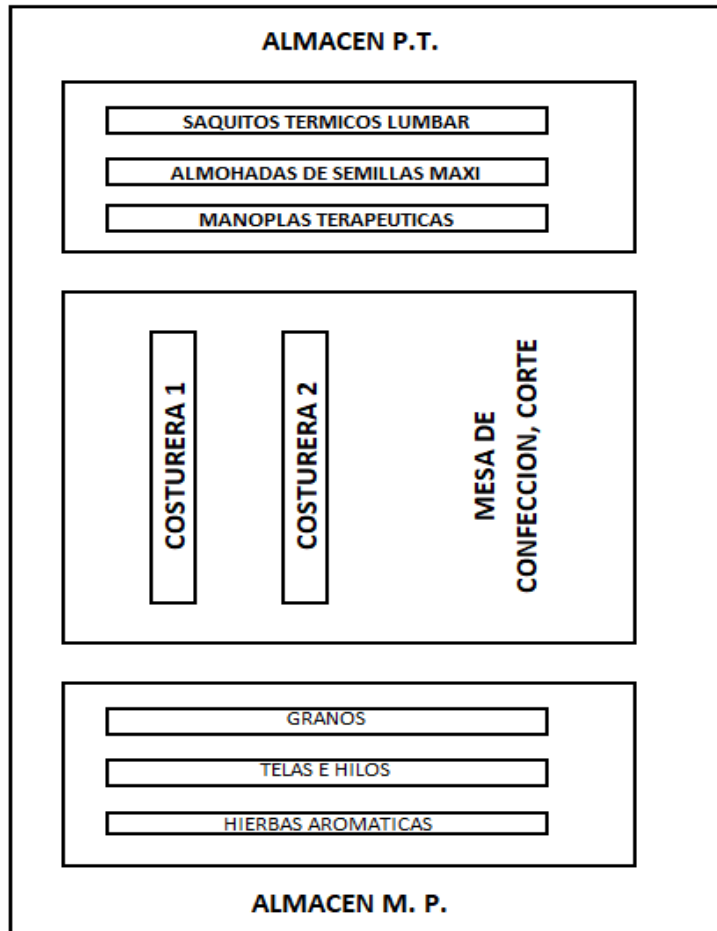 ALMACEN P.T.
SAQUITOS TERMICOS LUMBAR
ALMOHADAS DE SEMILLAS MAXI
MANOPLAS TERAPEUTICAS
COSTURERA 1
COSTURERA 2
MESA DE
CONFECCION, CORTE
GRANOS
TELAS E HILOS
HIERBAS AROMATICAS
ALMACEN M. P.